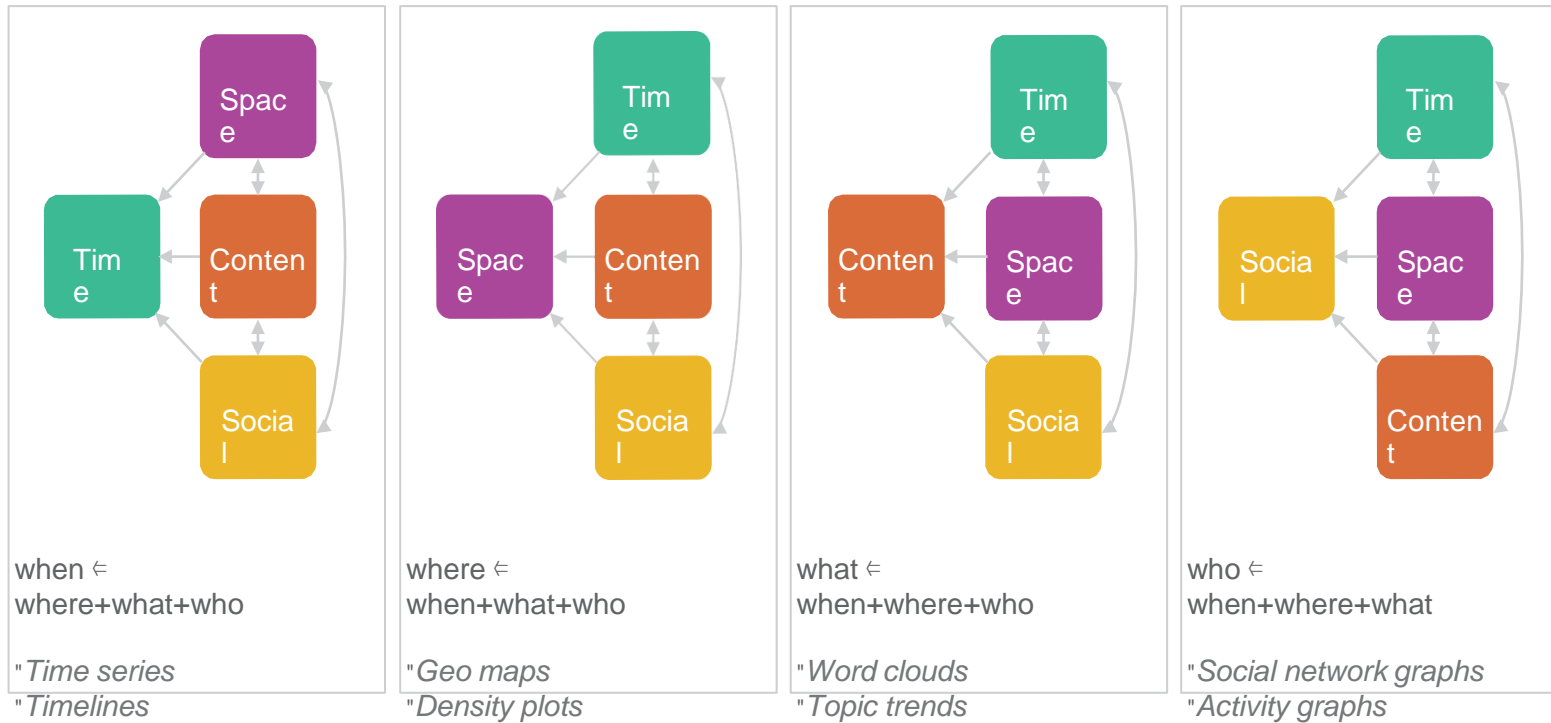 Spac
e
Tim
e
Conten
t
Socia
l
when ⇐
where+what+who
"Time series
"Timelines
Tim
e
Spac
e
Conten
t
Socia
l
where ⇐
when+what+who
"Geo maps
"Density plots
Tim
e
Conten
t
Spac
e
Socia
l
what ⇐
when+where+who
"Word clouds
"Topic trends
Tim
e
Socia
l
Spac
e
Conten
t
who ⇐
when+where+what
"Social network graphs
"Activity graphs